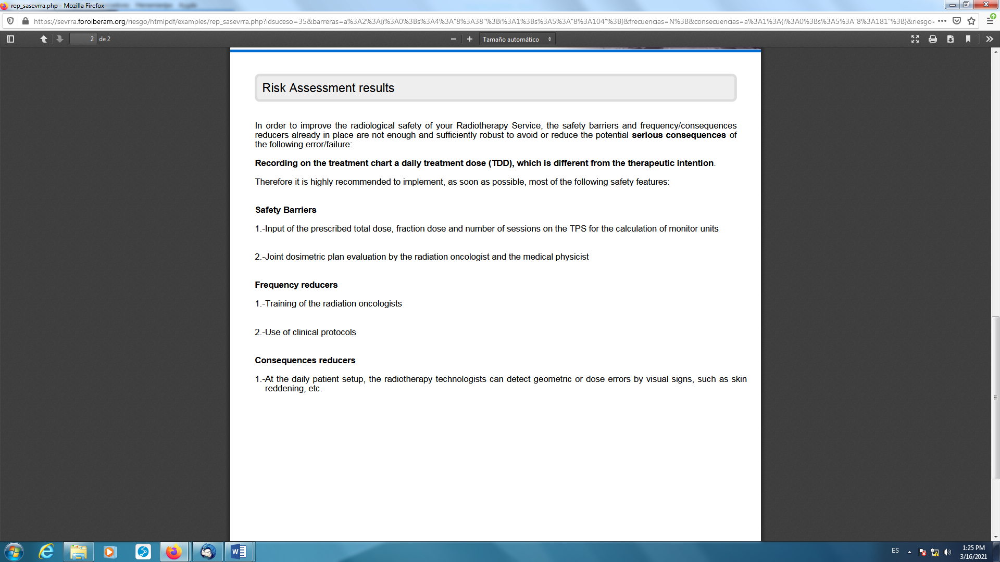 rep_sasevrra.php - Mozilla Firefox
https://sevrra.foroiberam.org/riesgo/htmlpdf/examples/rep_sasevrra.php?idsuceso=35&barreras=a%3A2%3A{i%3A0%3Bs%3A4%3A"8%3A38"%3Bi%3A1%3Bs%3A5%3A"8%3A104"%3B}&frecuencias=N%3B&consecuencias=a%3A1%3A{i%3A0%3Bs%3A5%3A"8%3A181"%3B}&riesgo=
2 de 2 Tamaño automático
Risk Assessment results
In order to improve the radiological safety of your Radiotherapy Service, the safety barriers and frequency/consequences
reducers already in place are not enough and sufficiently robust to avoid or reduce the potential serious consequences of
the following error/failure:
Recording on the treatment chart a daily treatment dose (TDD), which is different from the therapeutic intention.
Therefore it is highly recommended to implement, as soon as possible, most of the following safety features:
Safety Barriers
1.-Input of the prescribed total dose, fraction dose and number of sessions on the TPS for the calculation of monitor units
2.-Joint dosimetric plan evaluation by the radiation oncologist and the medical physicist
Frequency reducers
1.-Training of the radiation oncologists
2.-Use of clinical protocols
Consequences reducers
1.-At the daily patient setup, the radiotherapy technologists can detect geometric or dose errors by visual signs, such as skin
reddening, etc.
ES
1:25 PM
3/16/2021